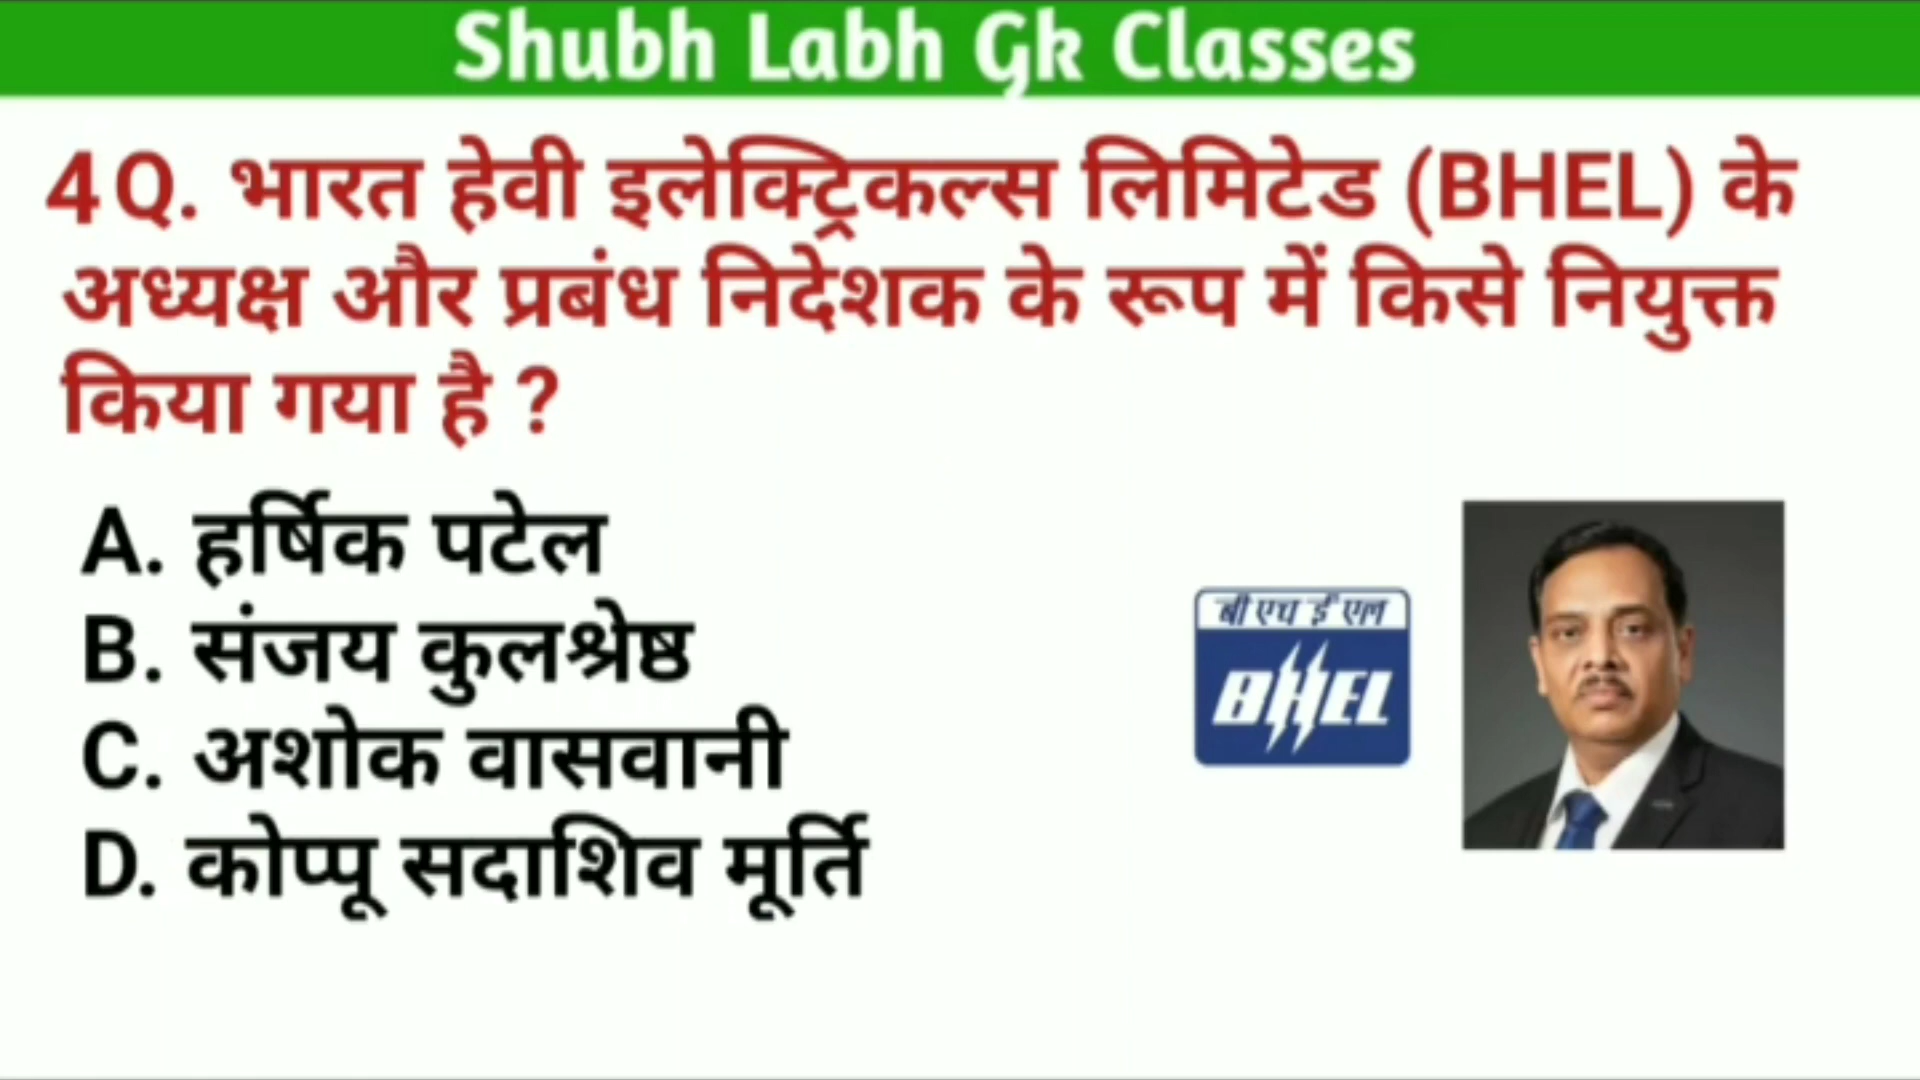 Shubh Labh Gk Classes
4Q. भारत हेवी इलेक्ट्रिकल्स लिमिटेड (BHEL) के
अध्यक्ष और प्रबंध निदेशक के रूप में किसे नियुक्त
किया गया है ?
A. हर्षिक पटेल
B. संजय कुलश्रेष्ठ
C. अशोक वासवानी
D. कोप्पू सदाशिव मूर्ति
बी एच ई एल
BHEL